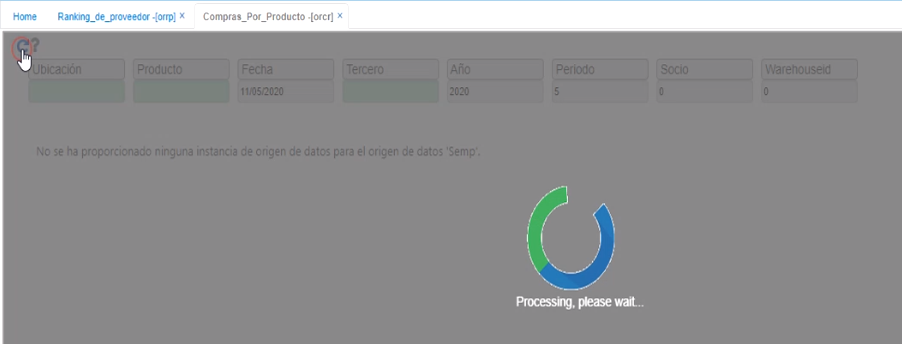 Home Ranking_de_proveedor -[orrp] X Compras_Por_Producto -[orcr] X
?
Ubicación Producto Fecha Tercero Año Periodo Socio Warehouseid
11/05/2020 2020 5 0 0
No se ha proporcionado ninguna instancia de origen de datos para el origen de datos 'Semp'.
Processing, please wait...